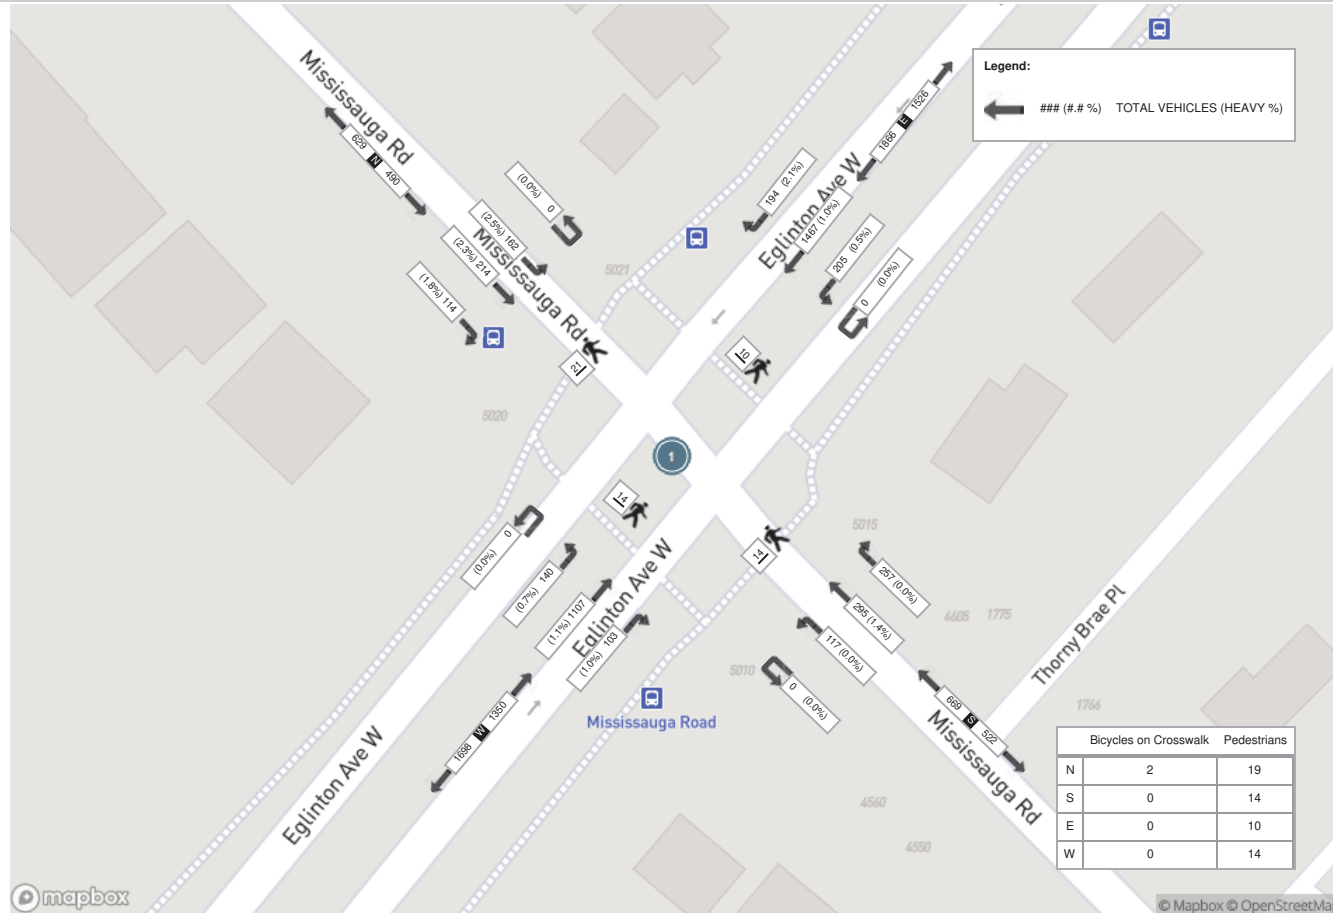 Legend:
### (#.# %) TOTAL VEHICLES (HEAVY %)
Mississauga Rd
629 N 490
(0.0%) 0
(2.5%) 162
(2.3%) 214
(1.8%) 114
Mississauga Rd
21
1866 E 1526
Eglinton Ave W
194 (2.1%)
1467 (1.0%)
205 (0.5%)
0 (0.0%)
10
5021
5020
1
14
14
(0.0%) 0
(0.7%) 140
(1.1%) 1107
(1.0%) 103
Eglinton Ave W
1698 W 1350
Eglinton Ave W
Mississauga Road
5015
257 (0.0%)
295 (1.4%)
117 (0.0%)
0 (0.0%)
5010
4605 1775
Thorny Brae Pl
1766
669 S 522
Mississauga Rd
4560
4550
Bicycles on Crosswalk Pedestrians
N 2 19
S 0 14
E 0 10
W 0 14
mapbox
© Mapbox © OpenStreetMa